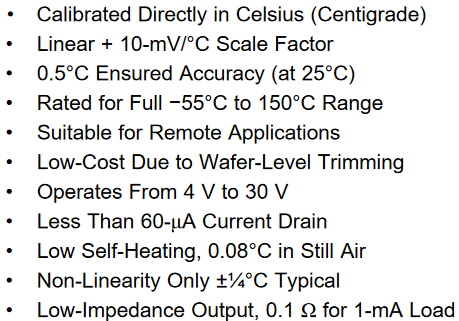 • Calibrated Directly in Celsius (Centigrade)
• Linear + 10-mV/°C Scale Factor
• 0.5°C Ensured Accuracy (at 25°C)
• Rated for Full −55°C to 150°C Range
• Suitable for Remote Applications
• Low-Cost Due to Wafer-Level Trimming
• Operates From 4 V to 30 V
• Less Than 60-μA Current Drain
• Low Self-Heating, 0.08°C in Still Air
• Non-Linearity Only ±¼°C Typical
• Low-Impedance Output, 0.1 Ω for 1-mA Load